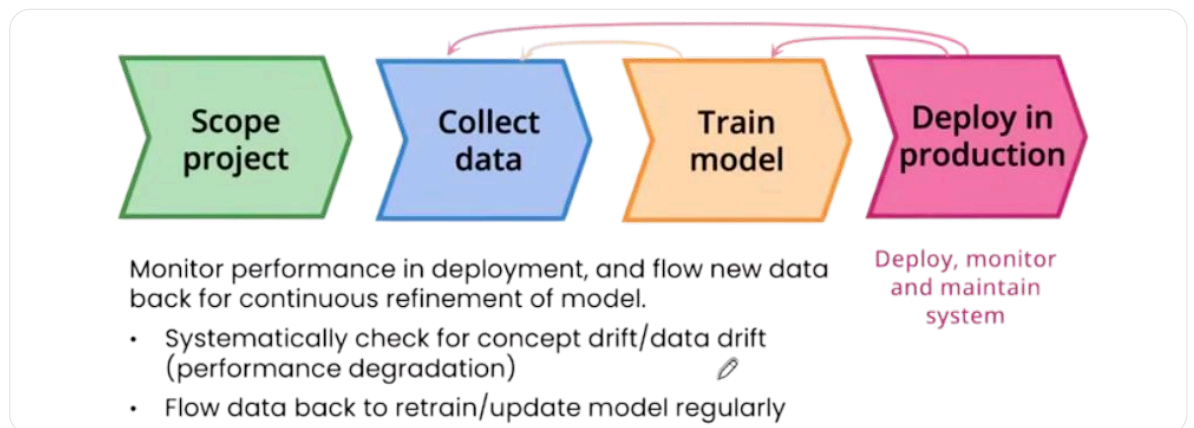 Scope
project
Collect
data
Train
model
Deploy in
production
Monitor performance in deployment, and flow new data
back for continuous refinement of model.
• Systematically check for concept drift/data drift
(performance degradation)
• Flow data back to retrain/update model regularly
Deploy, monitor
and maintain
system